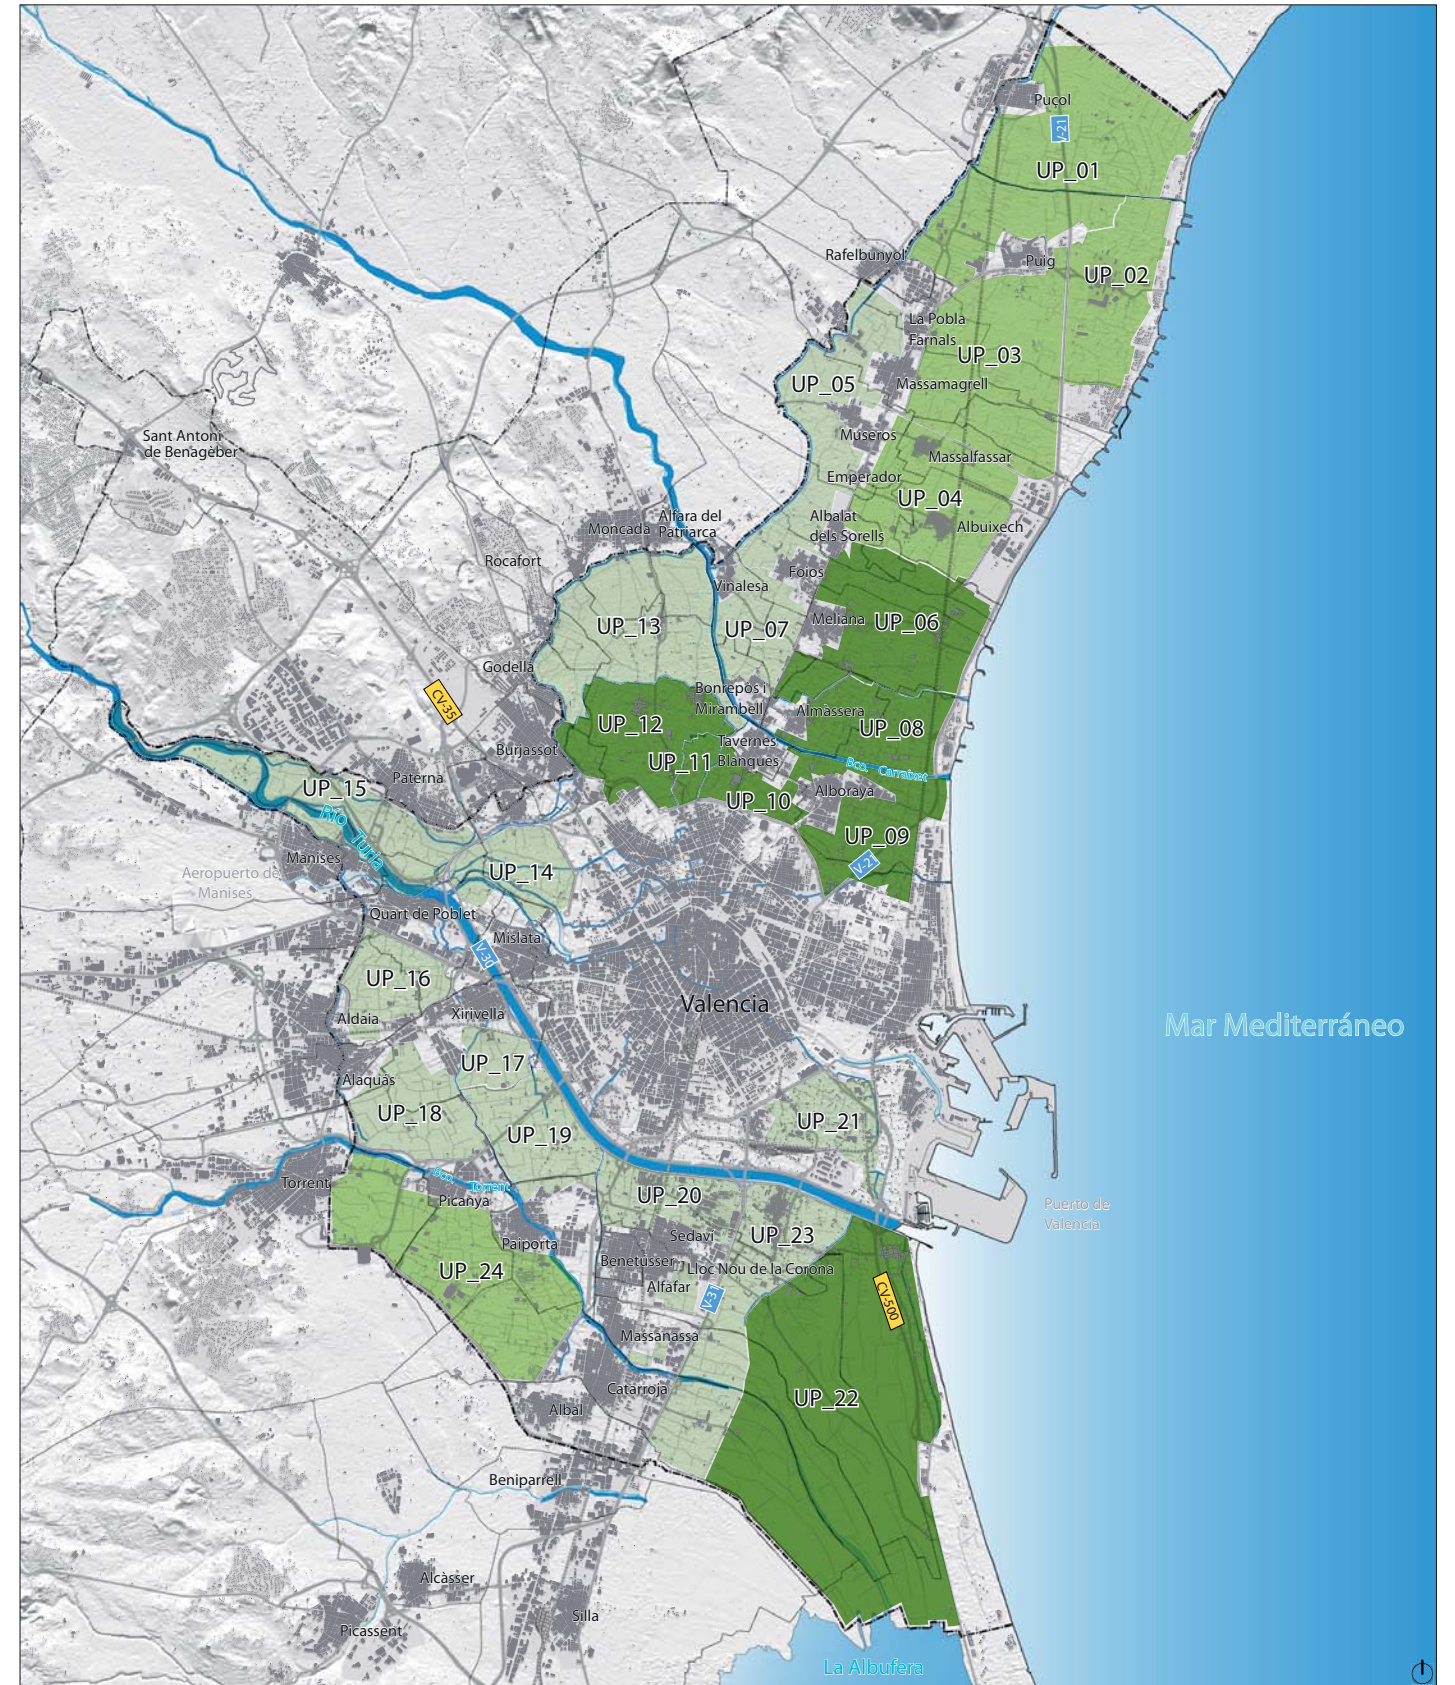 Puçol
V-21
UP_01
Rafelbunyol
Puig
UP_02
La Pobla
Farnals
UP_03
UP_05
Massamagrell
Museros
Sant Antoni
de Benagéber
Massalfassar
Emperador
UP_04
Albalat
dels Sorells
Albuixech
Alfara del
Patriarca
Moncada
Rocafort
Foios
Vinalesa
Meliana
UP_06
UP_13
UP_07
Godella
Bonrepòs i
Mirambell
CV-35
Almàssera
UP_12
UP_08
Burjassot
Tavernes
Blanques
UP_11
Bco. Carraixet
Paterna
UP_15
UP_10
Alboraya
Río Turia
UP_09
Manises
V-21
Aeropuerto de
Manises
UP_14
Quart de Poblet
Mislata
V-30
UP_16
Valencia
Xirivella
Aldaia
Mar Mediterráneo
UP_17
Alaquás
UP_18
UP_21
UP_19
Bco. Torrent
Torrent
Picanya
UP_20
Puerto de
Valencia
Sedaví
UP_23
Paiporta
Benetússer
Lloc Nou de la Corona
UP_24
Alfafar
V-31
CV-500
Massanassa
Catarroja
UP_22
Albal
Beniparrell
Alcàsser
Silla
Picassent
La Albufera